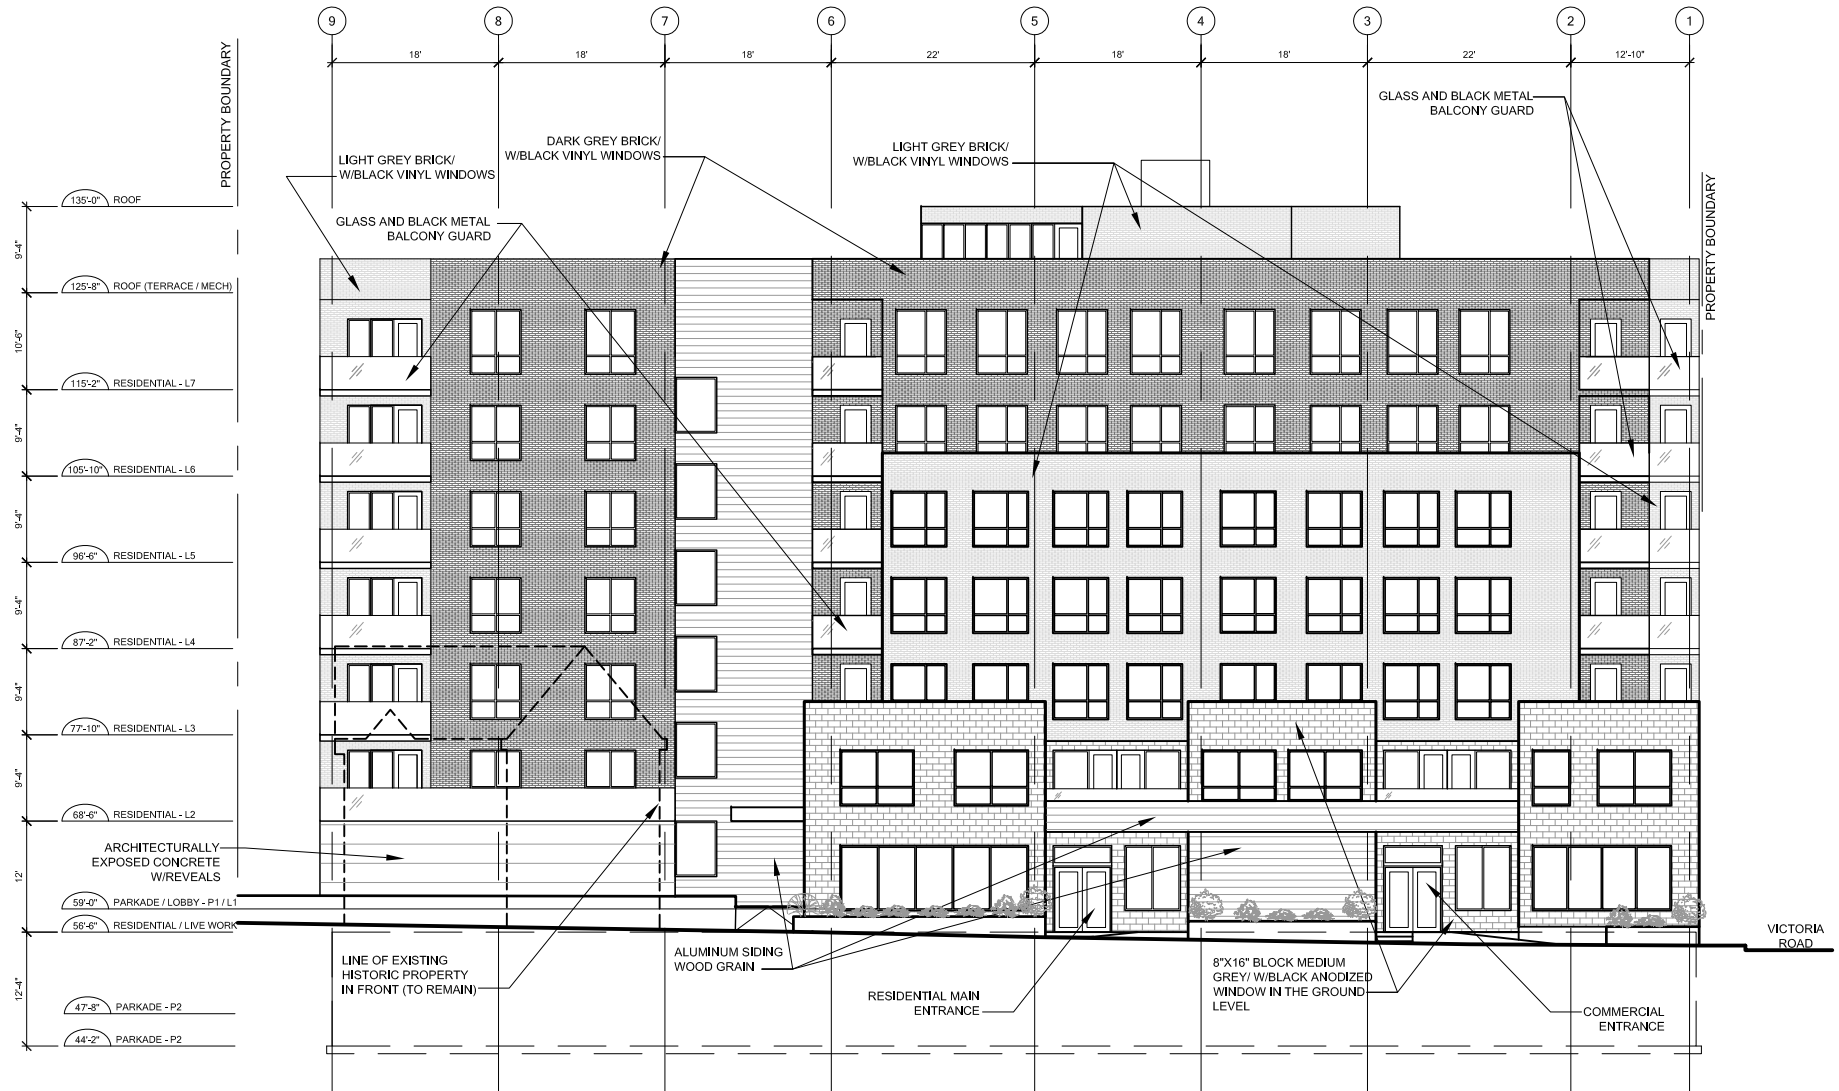 9 8 7 6 5 4 3 2 1
18' 18' 18' 22' 18' 18' 22' 12'-10"
PROPERTY BOUNDARY
PROPERTY BOUNDARY
GLASS AND BLACK METAL
BALCONY GUARD
DARK GREY BRICK/
W/BLACK VINYL WINDOWS
LIGHT GREY BRICK/
W/BLACK VINYL WINDOWS
LIGHT GREY BRICK/
W/BLACK VINYL WINDOWS
GLASS AND BLACK METAL
BALCONY GUARD
135'-0" ROOF
9'-4"
125'-8" ROOF (TERRACE / MECH)
10'-6"
115'-2" RESIDENTIAL - L7
9'-4"
105'-10" RESIDENTIAL - L6
9'-4"
96'-6" RESIDENTIAL - L5
9'-4"
87'-2" RESIDENTIAL - L4
9'-4"
77'-10" RESIDENTIAL - L3
9'-4"
68'-6" RESIDENTIAL - L2
12'
59'-0" PARKADE / LOBBY - P1 / L1
56'-6" RESIDENTIAL / LIVE WORK
12'-4"
47'-8" PARKADE - P2
44'-2" PARKADE - P2
ARCHITECTURALLY
EXPOSED CONCRETE
W/REVEALS
LINE OF EXISTING
HISTORIC PROPERTY
IN FRONT (TO REMAIN)
ALUMINUM SIDING
WOOD GRAIN
RESIDENTIAL MAIN
ENTRANCE
8"X16" BLOCK MEDIUM
GREY/ W/BLACK ANODIZED
WINDOW IN THE GROUND
LEVEL
COMMERCIAL
ENTRANCE
VICTORIA
ROAD